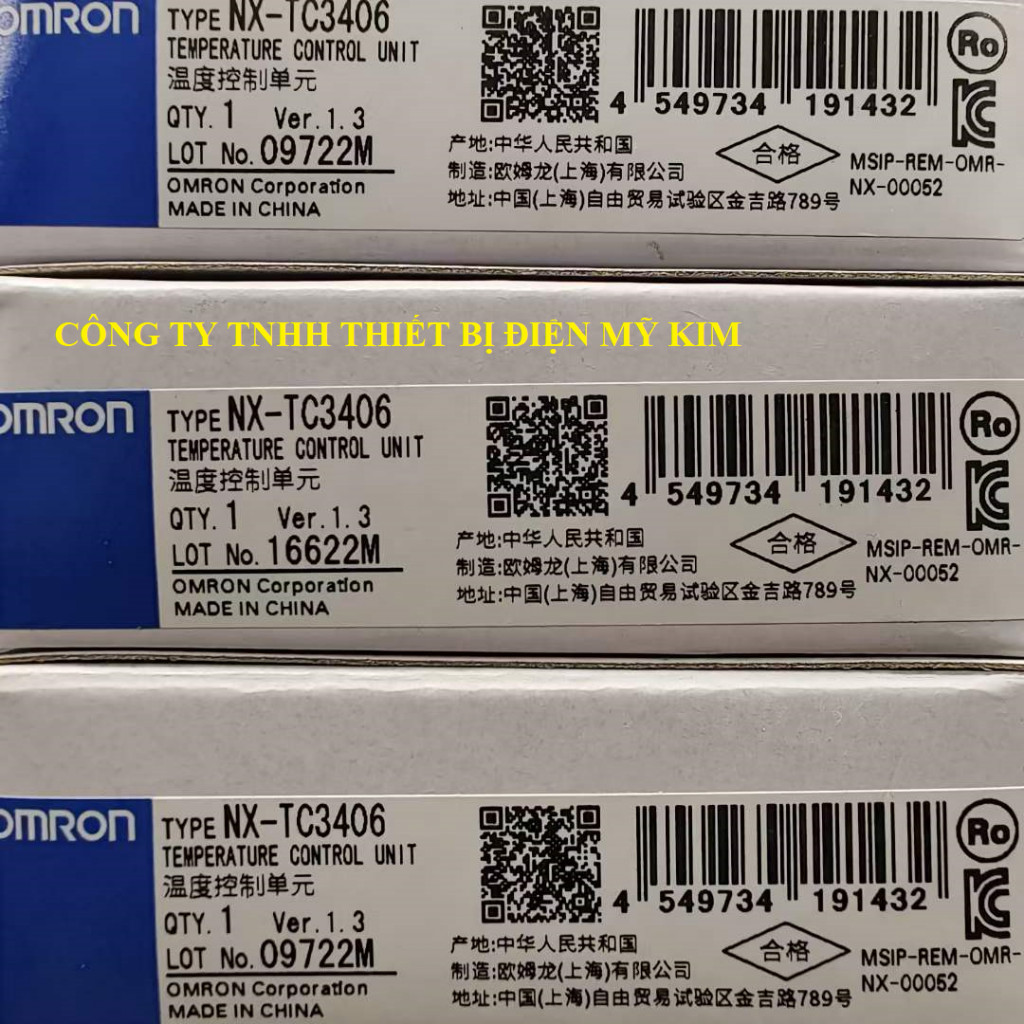 OMRON
TYPE NX-TC3406
TEMPERATURE CONTROL UNIT
温度控制单元
QTY. 1 Ver.1.3
LOT No. 09722M
OMRON Corporation
MADE IN CHINA
4 549734 191432
产地:中华人民共和国
制造:欧姆龙(上海)有限公司
地址:中国(上海)自由贸易试验区金吉路789号
合格
Ro
MSIP-REM-OMR-
NX-00052
CÔNG TY TNHH THIẾT BỊ ĐIỆN MỸ KIM
OMRON
TYPE NX-TC3406
TEMPERATURE CONTROL UNIT
温度控制单元
QTY. 1 Ver.1.3
LOT No. 16622M
OMRON Corporation
MADE IN CHINA
4 549734 191432
产地:中华人民共和国
制造:欧姆龙(上海)有限公司
地址:中国(上海)自由贸易试验区金吉路789号
合格
Ro
MSIP-REM-OMR-
NX-00052
OMRON
TYPE NX-TC3406
TEMPERATURE CONTROL UNIT
温度控制单元
QTY. 1 Ver.1.3
LOT No. 09722M
OMRON Corporation
MADE IN CHINA
4 549734 191432
产地:中华人民共和国
制造:欧姆龙(上海)有限公司
地址:中国(上海)自由贸易试验区金吉路789号
合格
Ro
MSIP-REM-OMR-
NX-00052